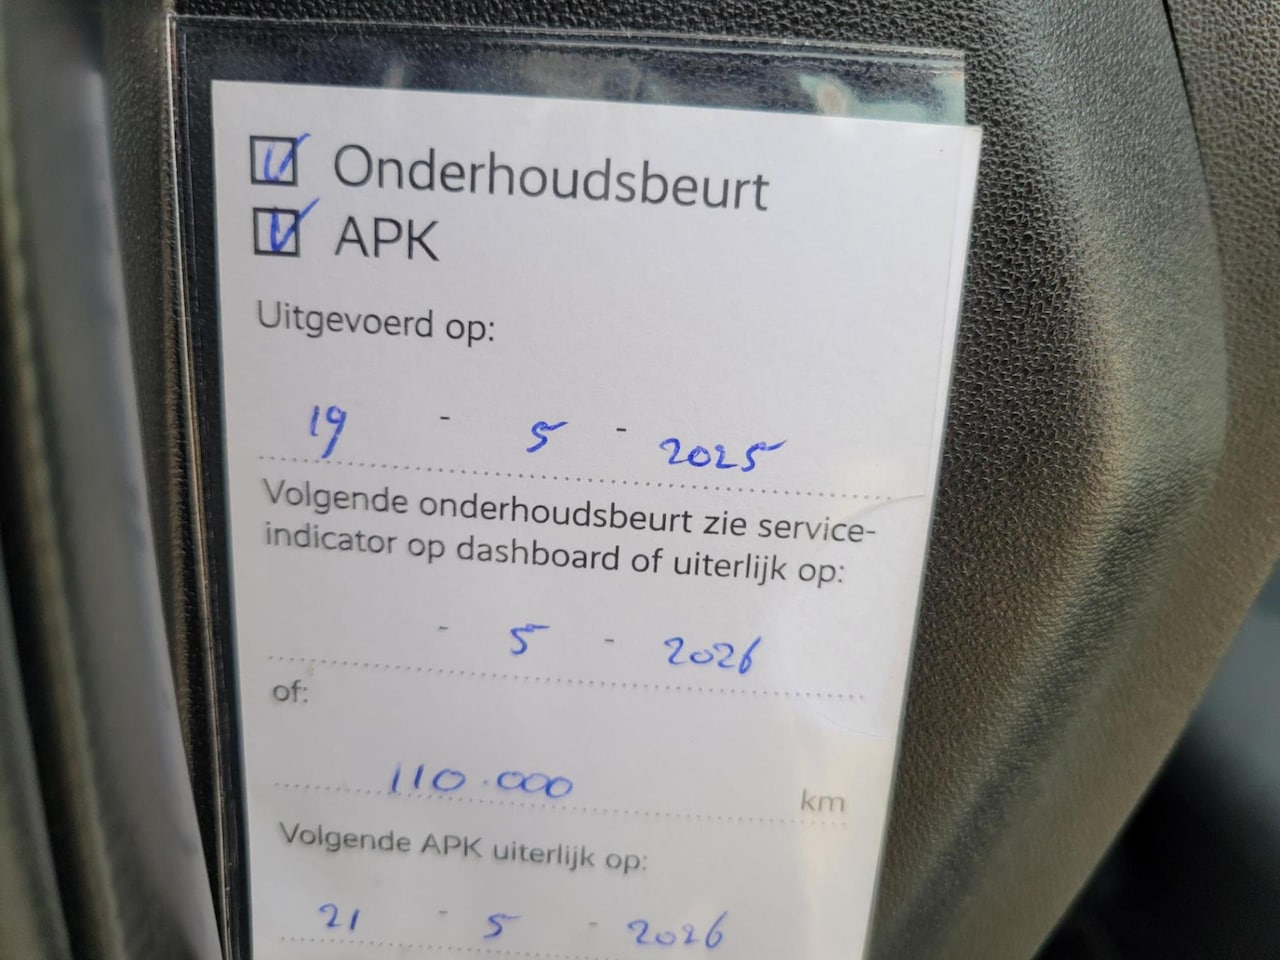 Onderhoudsbeurt
APK
Uitgevoerd op:
19 - 5 - 2025
Volgende onderhoudsbeurt zie service-
indicator op dashboard of uiterlijk op:
- 5 - 2026
of:
110.000 km
Volgende APK uiterlijk op:
21 - 5 - 2026